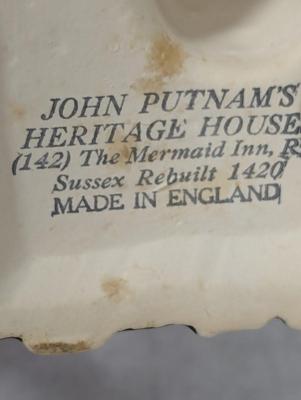 JOHN PUTNAM'S
HERITAGE HOUSE
(142) The Mermaid Inn, R
Sussex Rebuilt 1420
MADE IN ENGLAND